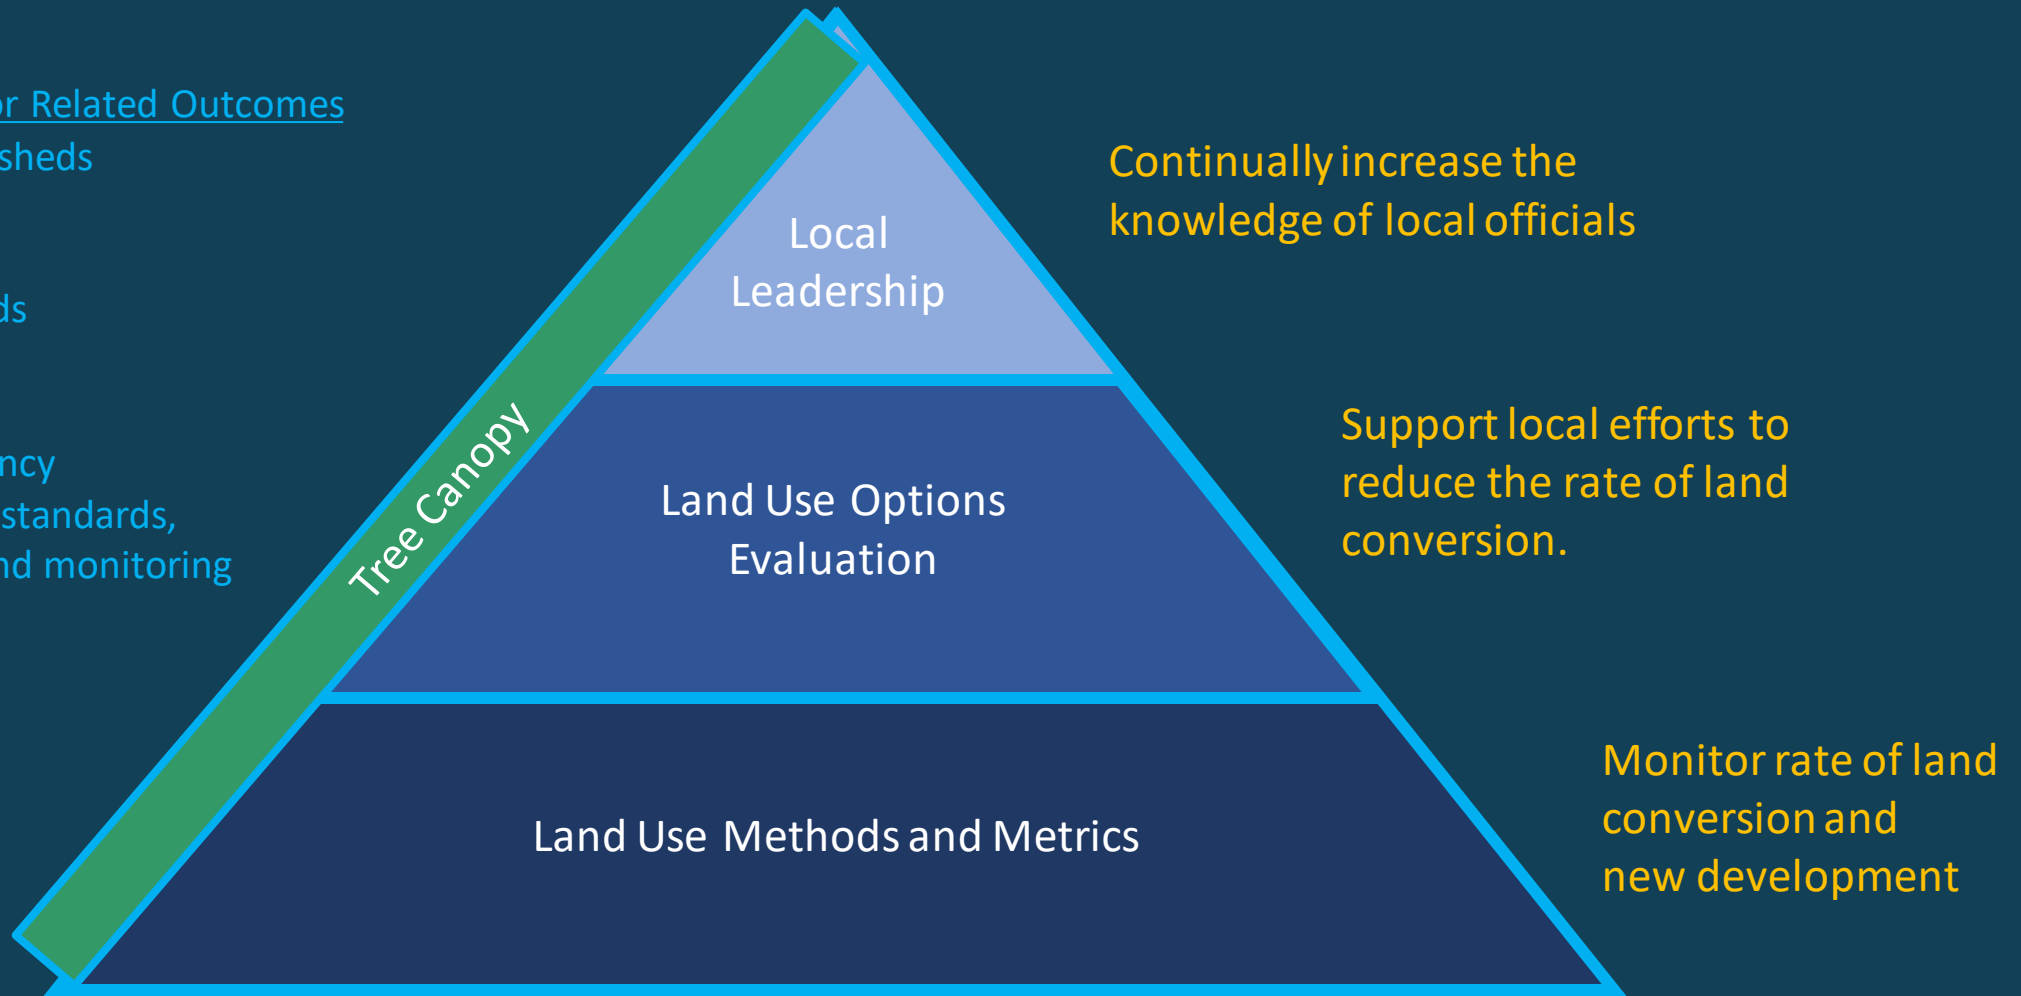 or Related Outcomes
sheds
ds
ncy
standards,
nd monitoring
Tree Canopy
Local
Leadership
Land Use Options
Evaluation
Land Use Methods and Metrics
Continually increase the
knowledge of local officials
Support local efforts to
reduce the rate of land
conversion.
Monitor rate of land
conversion and
new development